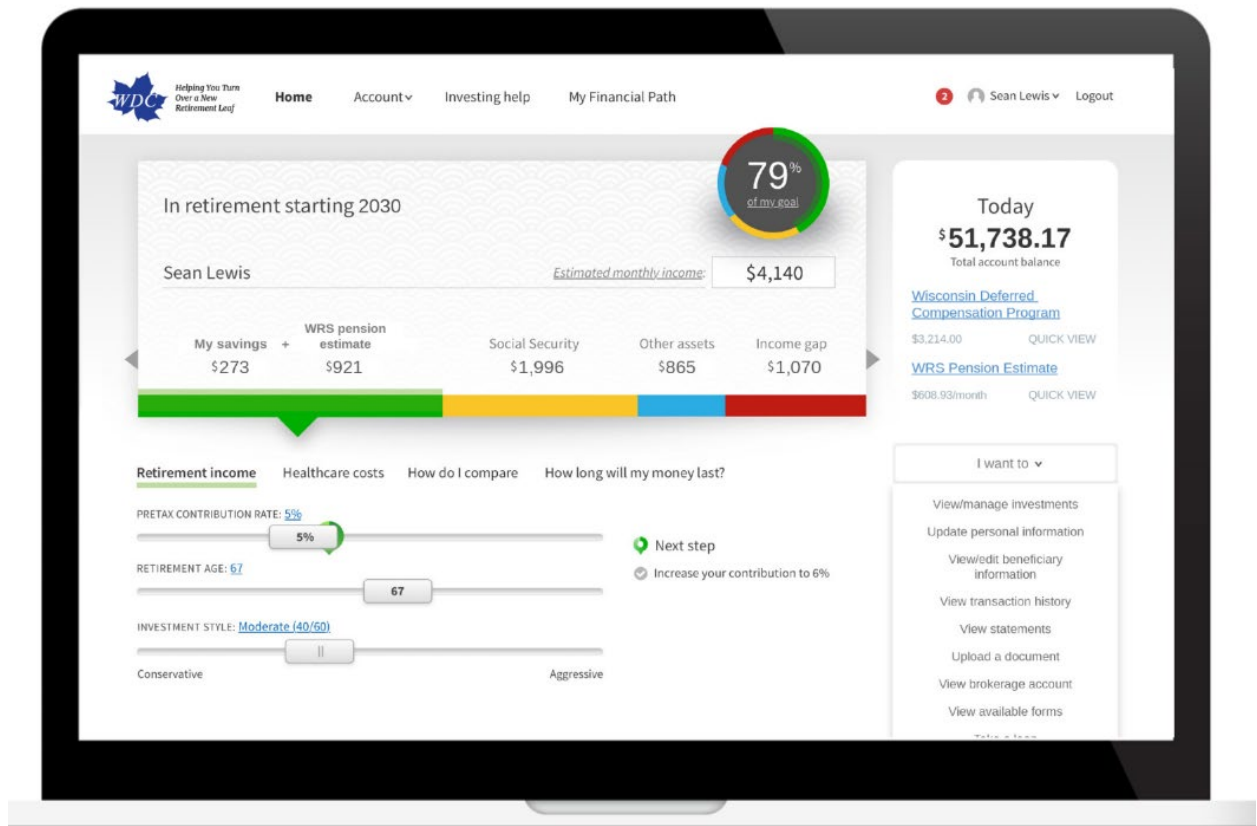 WDC
Helping You Turn
Over a New
Retirement Leaf
Home Account Investing help My Financial Path
2 Sean Lewis Logout
79%
of my goal
In retirement starting 2030
Sean Lewis Estimated monthly income: $4,140
My savings + WRS pension estimate Social Security Other assets Income gap
$273 $921 $1,996 $865 $1,070
Today
$51,738.17
Total account balance
Wisconsin Deferred
Compensation Program
$3,214.00 QUICK VIEW
WRS Pension Estimate
$608.93/month QUICK VIEW
Retirement income Healthcare costs How do I compare How long will my money last?
PRETAX CONTRIBUTION RATE: 5%
5%
RETIREMENT AGE: 67
67
INVESTMENT STYLE: Moderate (40/60)
Conservative Aggressive
Next step
Increase your contribution to 6%
I want to
View/manage investments
Update personal information
View/edit beneficiary
information
View transaction history
View statements
Upload a document
View brokerage account
View available forms